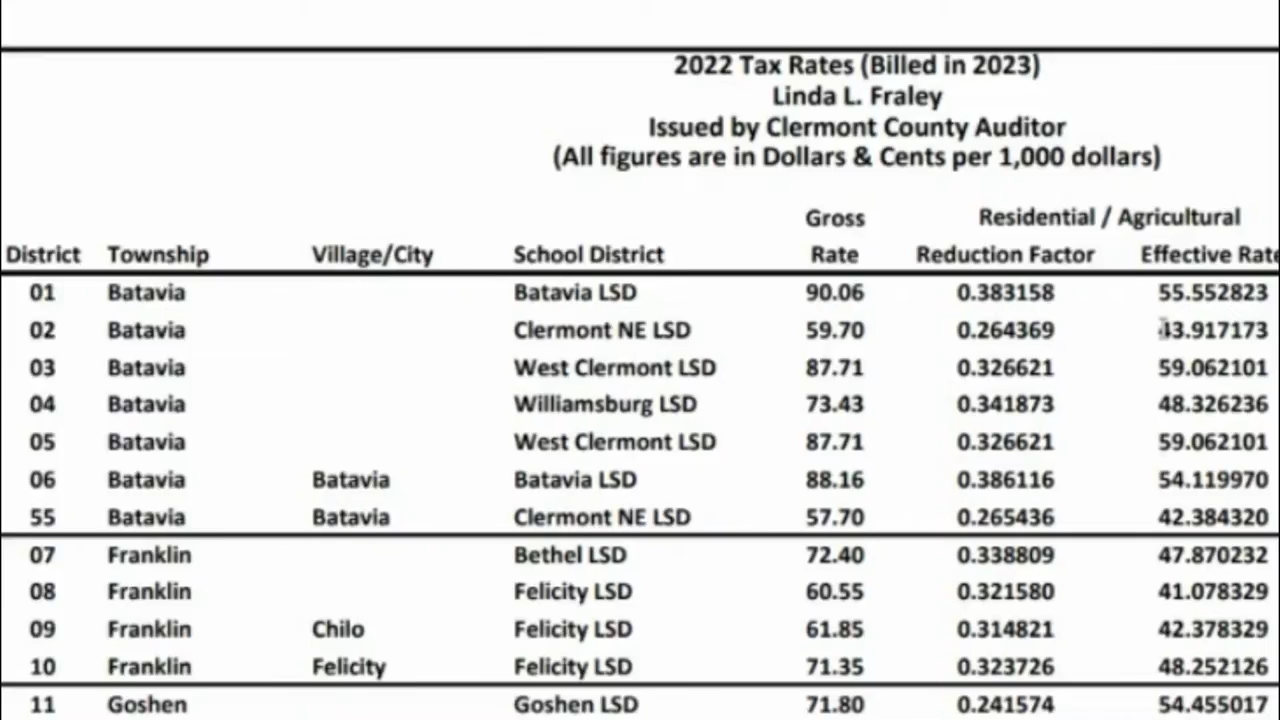 2022 Tax Rates (Billed in 2023)
Linda L. Fraley
Issued by Clermont County Auditor
(All figures are in Dollars & Cents per 1,000 dollars)
Gross Residential / Agricultural
District Township Village/City School District Rate Reduction Factor Effective Rate
01 Batavia Batavia LSD 90.06 0.383158 55.552823
02 Batavia Clermont NE LSD 59.70 0.264369 43.917173
03 Batavia West Clermont LSD 87.71 0.326621 59.062101
04 Batavia Williamsburg LSD 73.43 0.341873 48.326236
05 Batavia West Clermont LSD 87.71 0.326621 59.062101
06 Batavia Batavia Batavia LSD 88.16 0.386116 54.119970
55 Batavia Batavia Clermont NE LSD 57.70 0.265436 42.384320
07 Franklin Bethel LSD 72.40 0.338809 47.870232
08 Franklin Felicity LSD 60.55 0.321580 41.078329
09 Franklin Chilo Felicity LSD 61.85 0.314821 42.378329
10 Franklin Felicity Felicity LSD 71.35 0.323726 48.252126
11 Goshen Goshen LSD 71.80 0.241574 54.455017